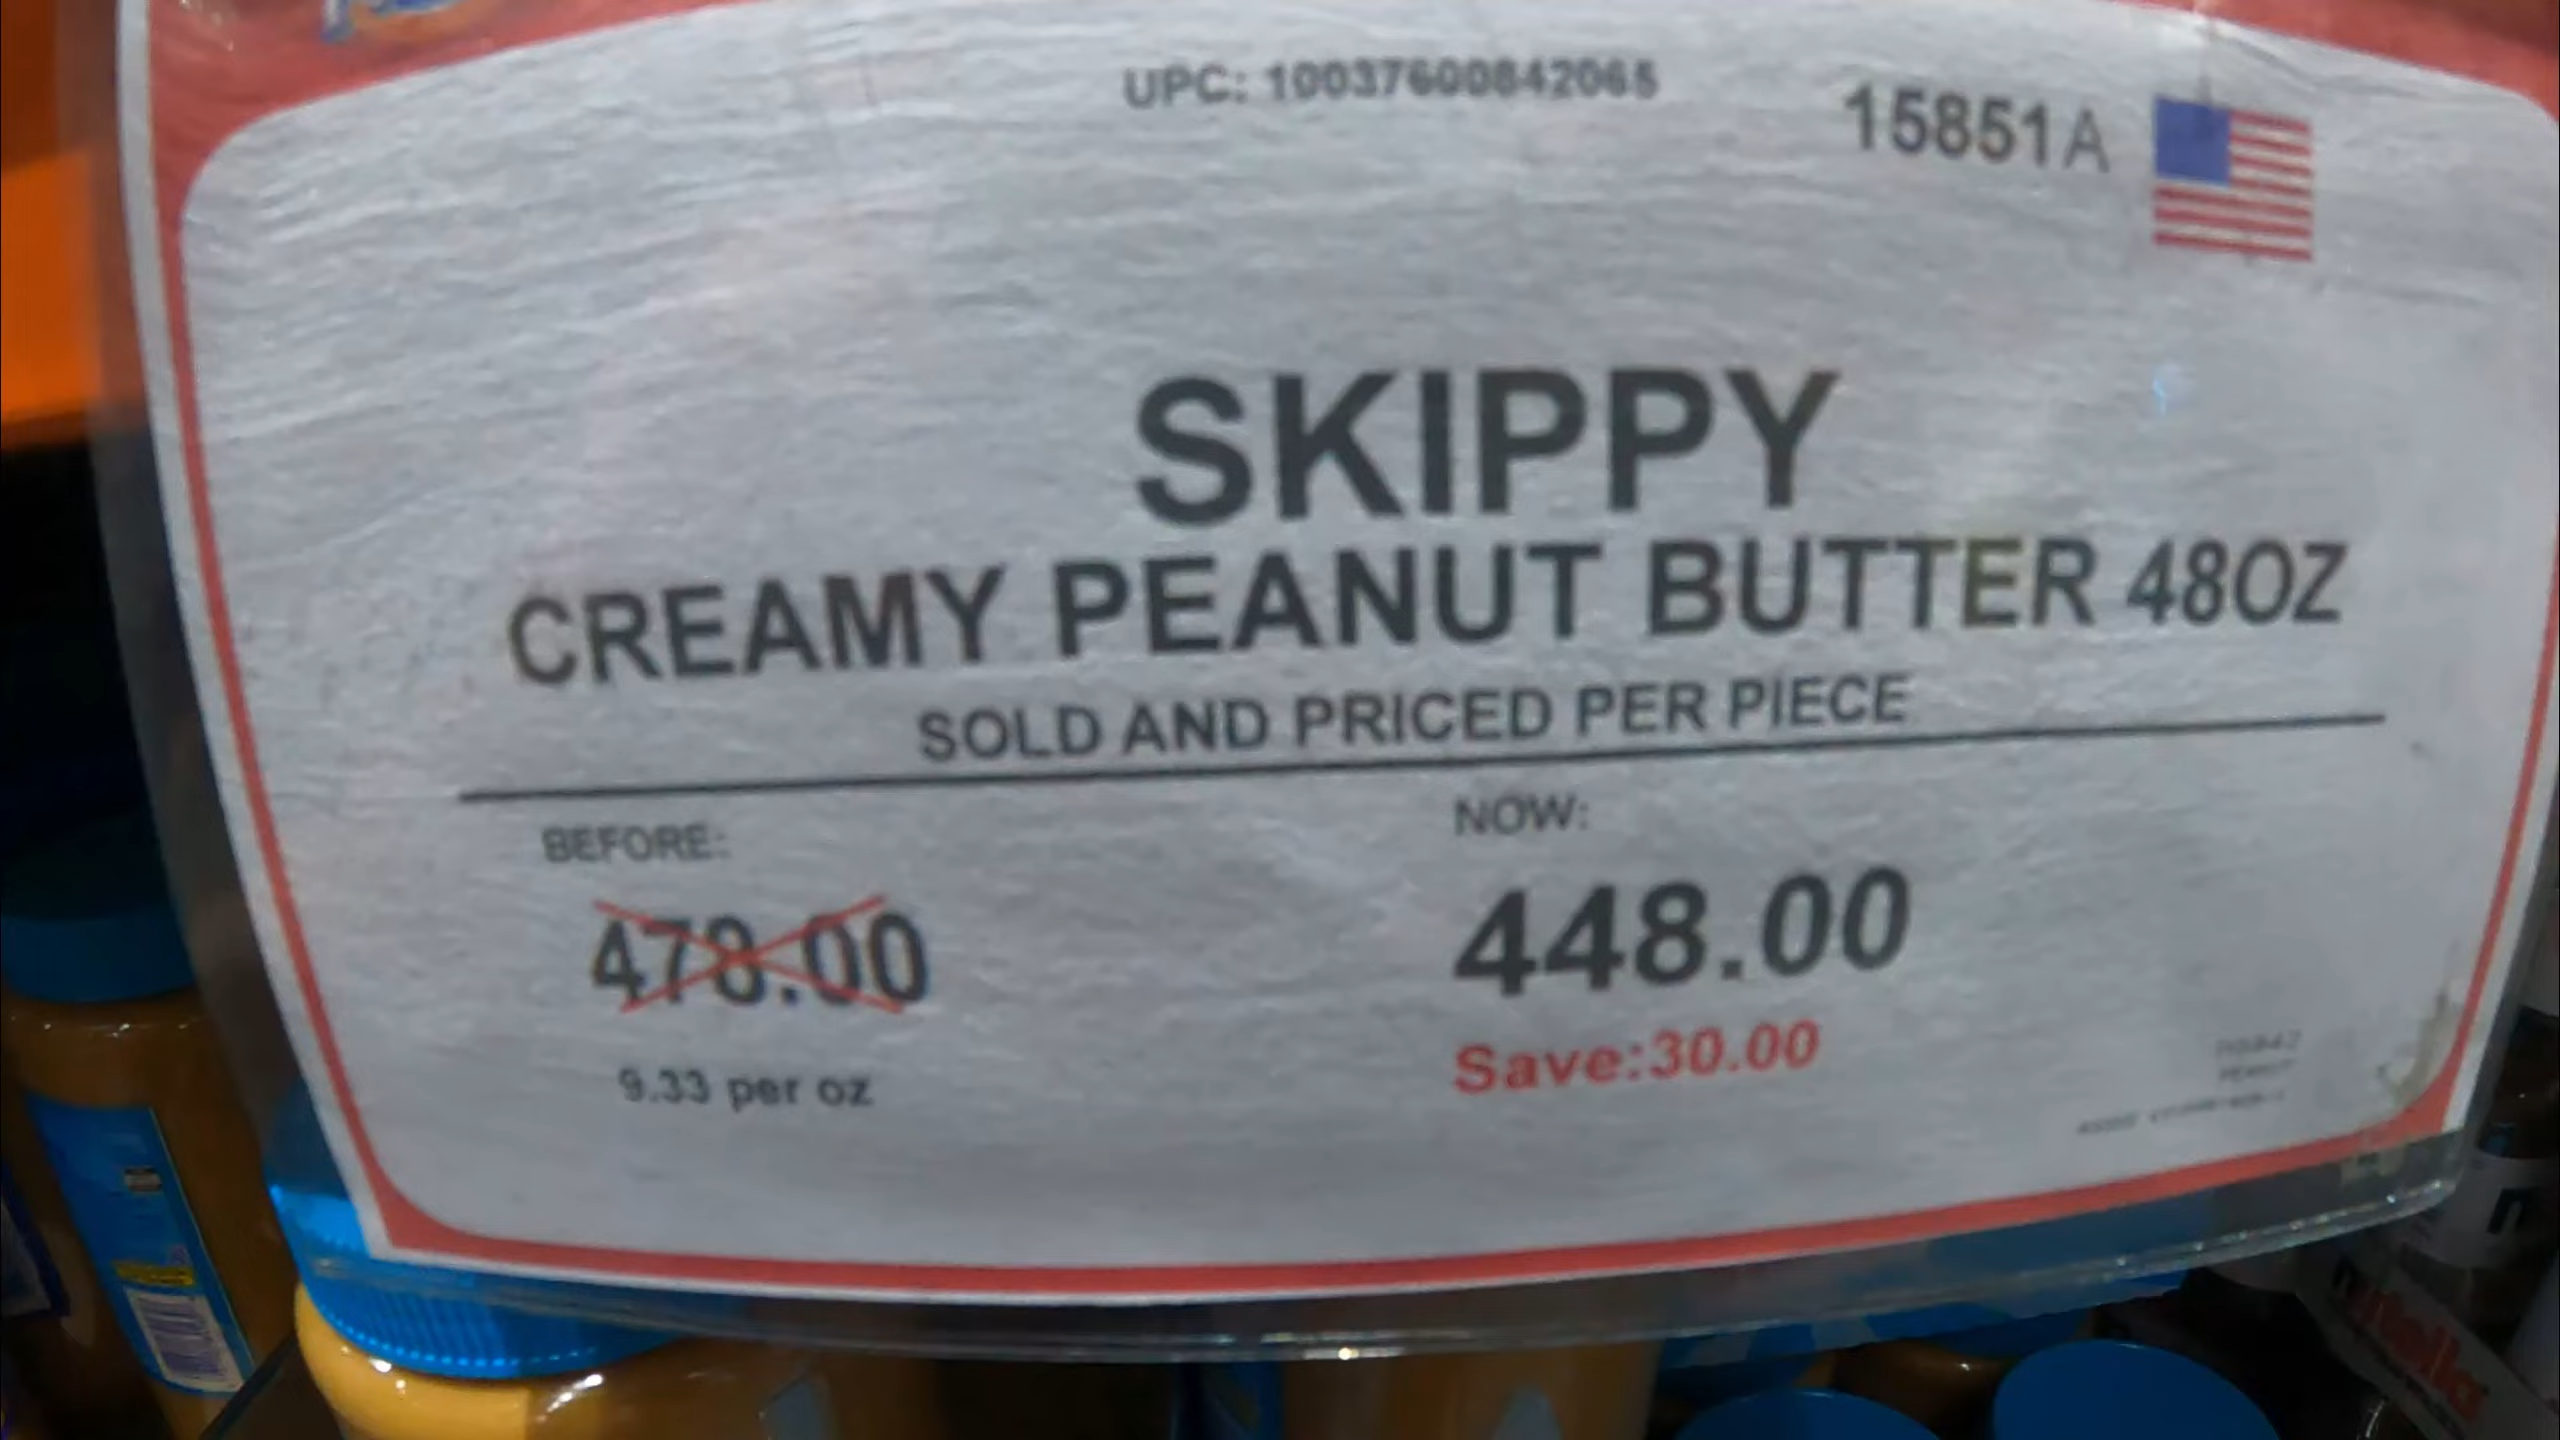 UPC: 10037600842065
15851A
SKIPPY
CREAMY PEANUT BUTTER 48OZ
SOLD AND PRICED PER PIECE
BEFORE:
NOW:
478.00
448.00
9.33 per oz
Save:30.00